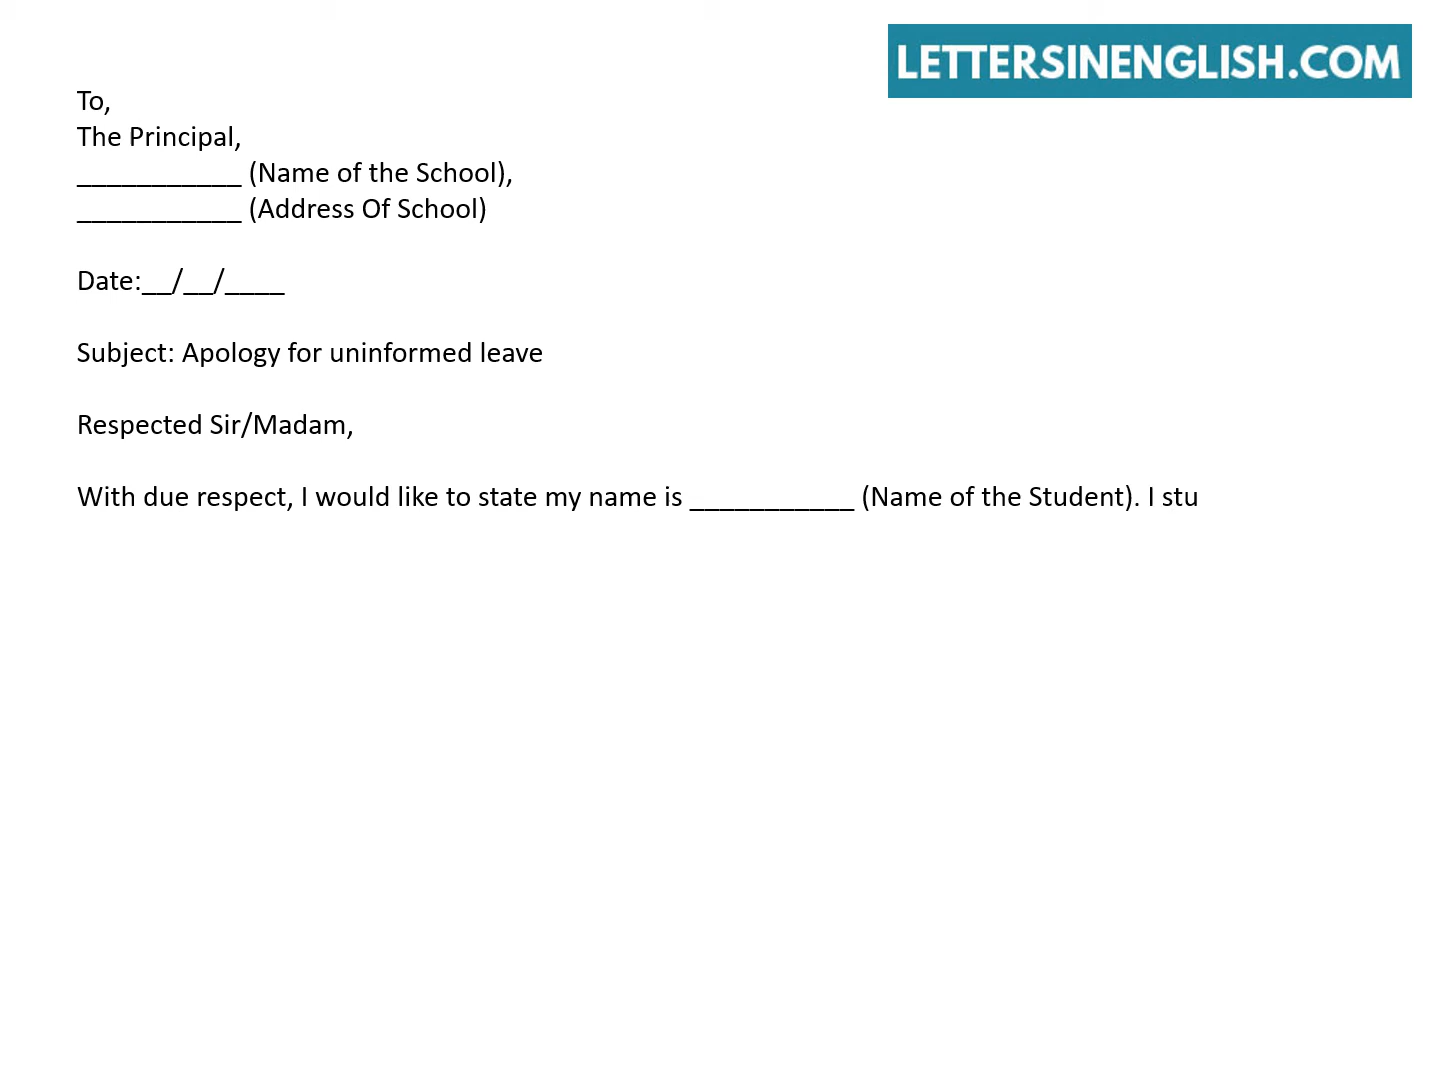 LETTERSINENGLISH.COM
To,
The Principal,
___________ (Name of the School),
___________ (Address Of School)
Date:__/__/____
Subject: Apology for uninformed leave
Respected Sir/Madam,
With due respect, I would like to state my name is ___________ (Name of the Student). I stu